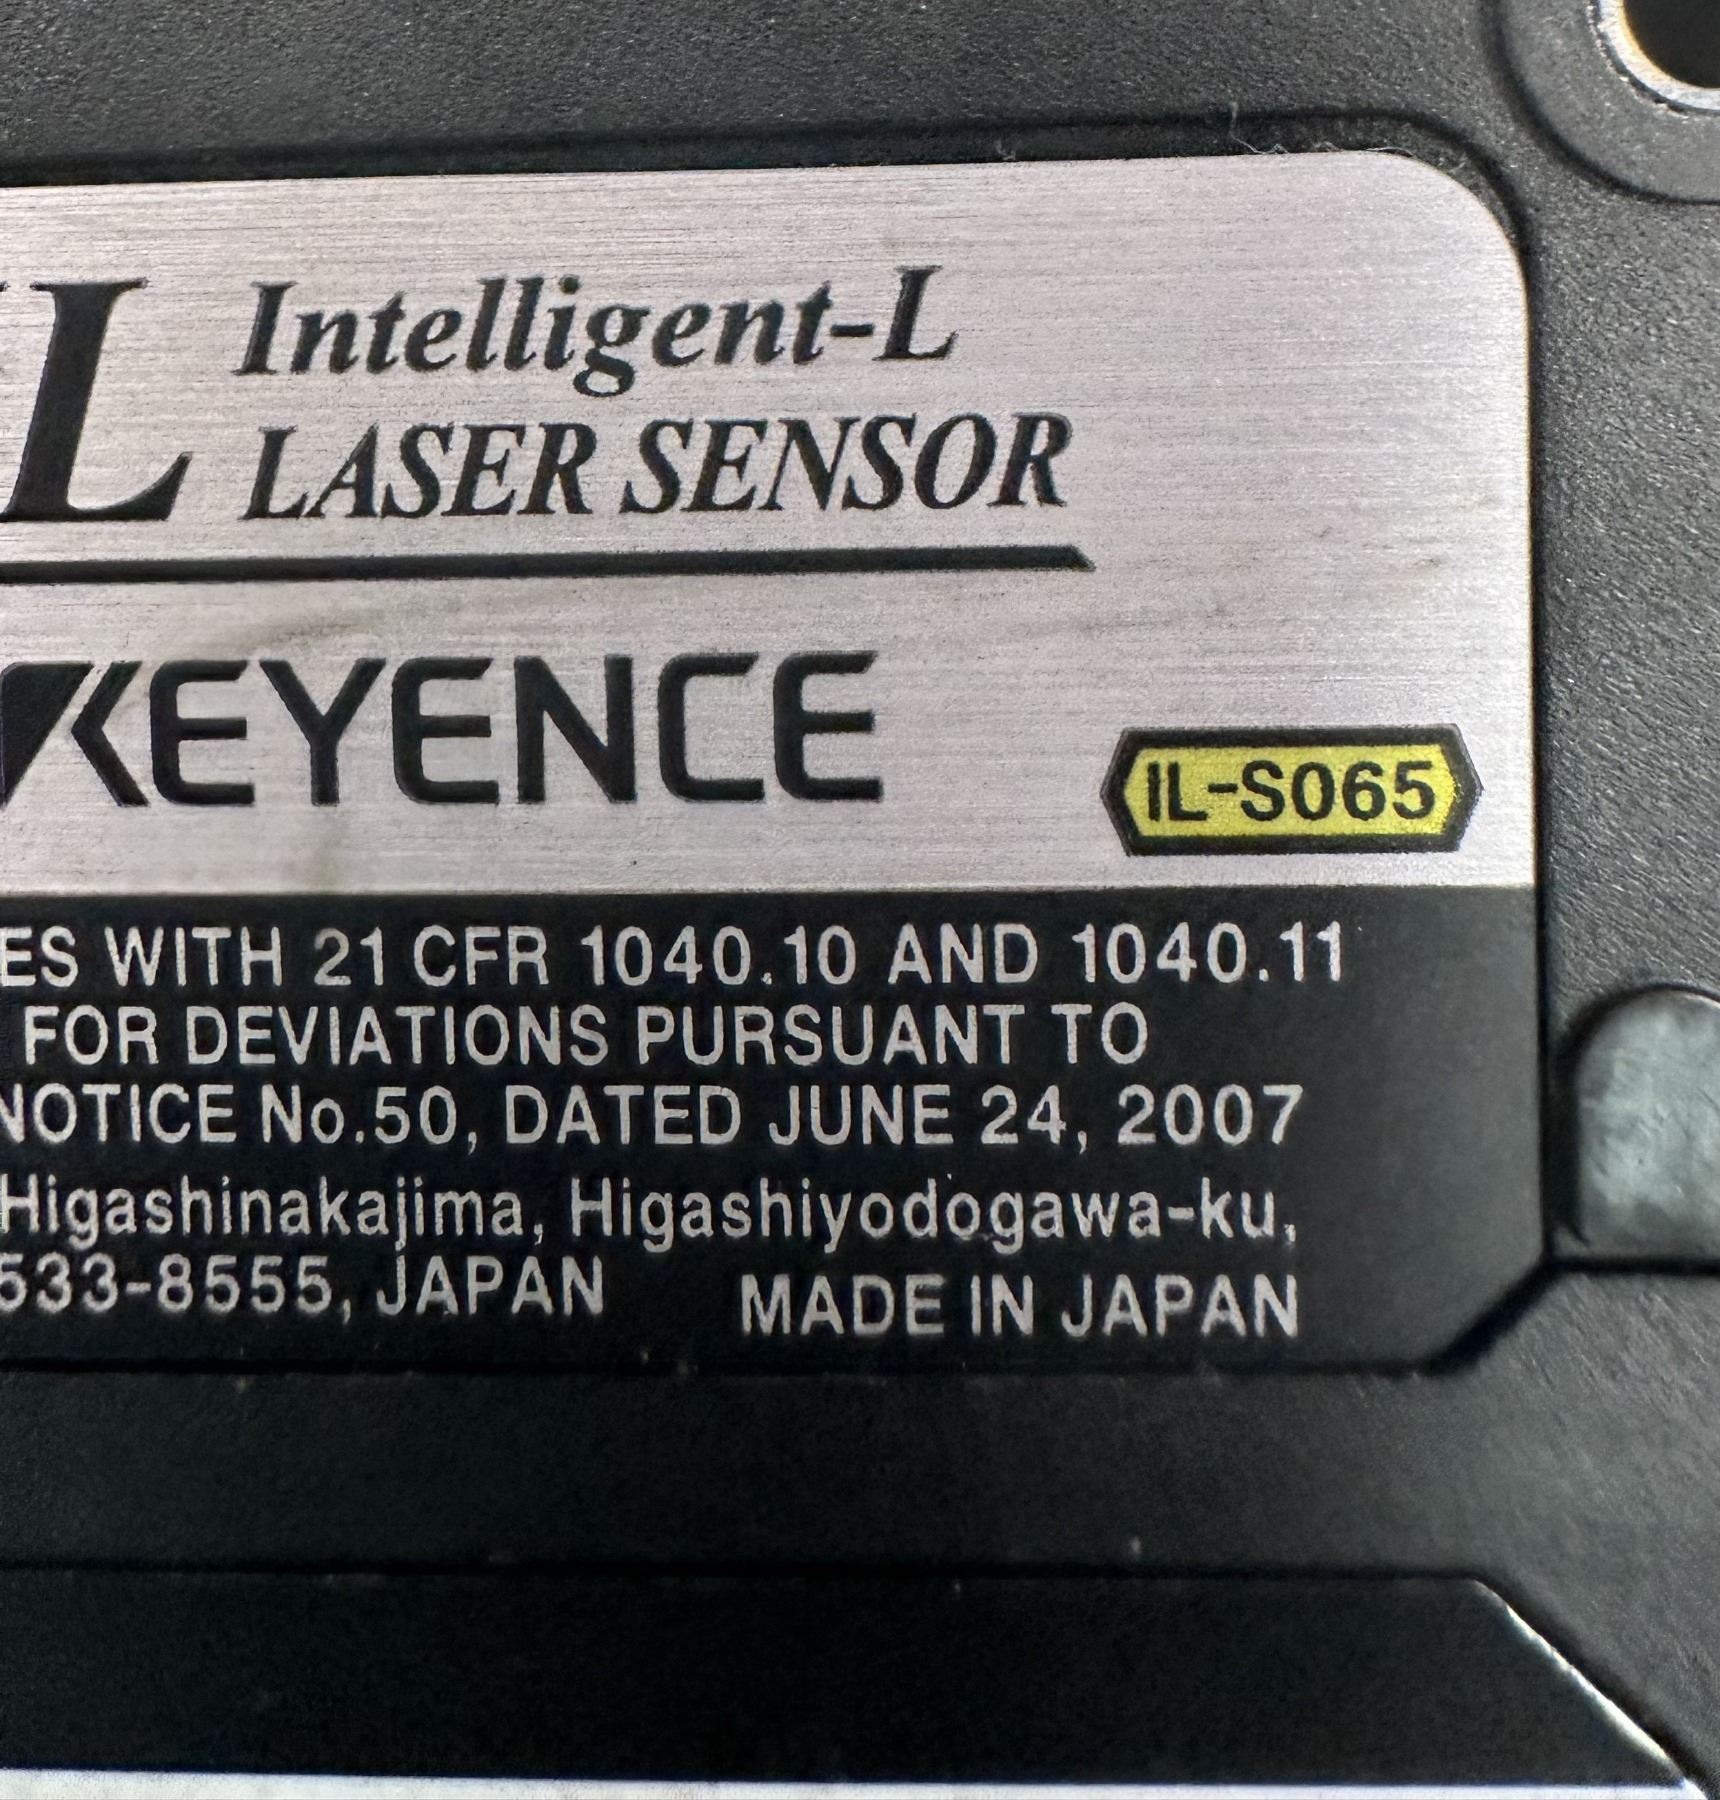 IL Intelligent-L
LASER SENSOR
KEYENCE
IL-S065
WITH 21 CFR 1040.10 AND 1040.11
FOR DEVIATIONS PURSUANT TO
NOTICE No.50, DATED JUNE 24, 2007
Higashinakajima, Higashiyodogawa-ku,
533-8555, JAPAN
MADE IN JAPAN